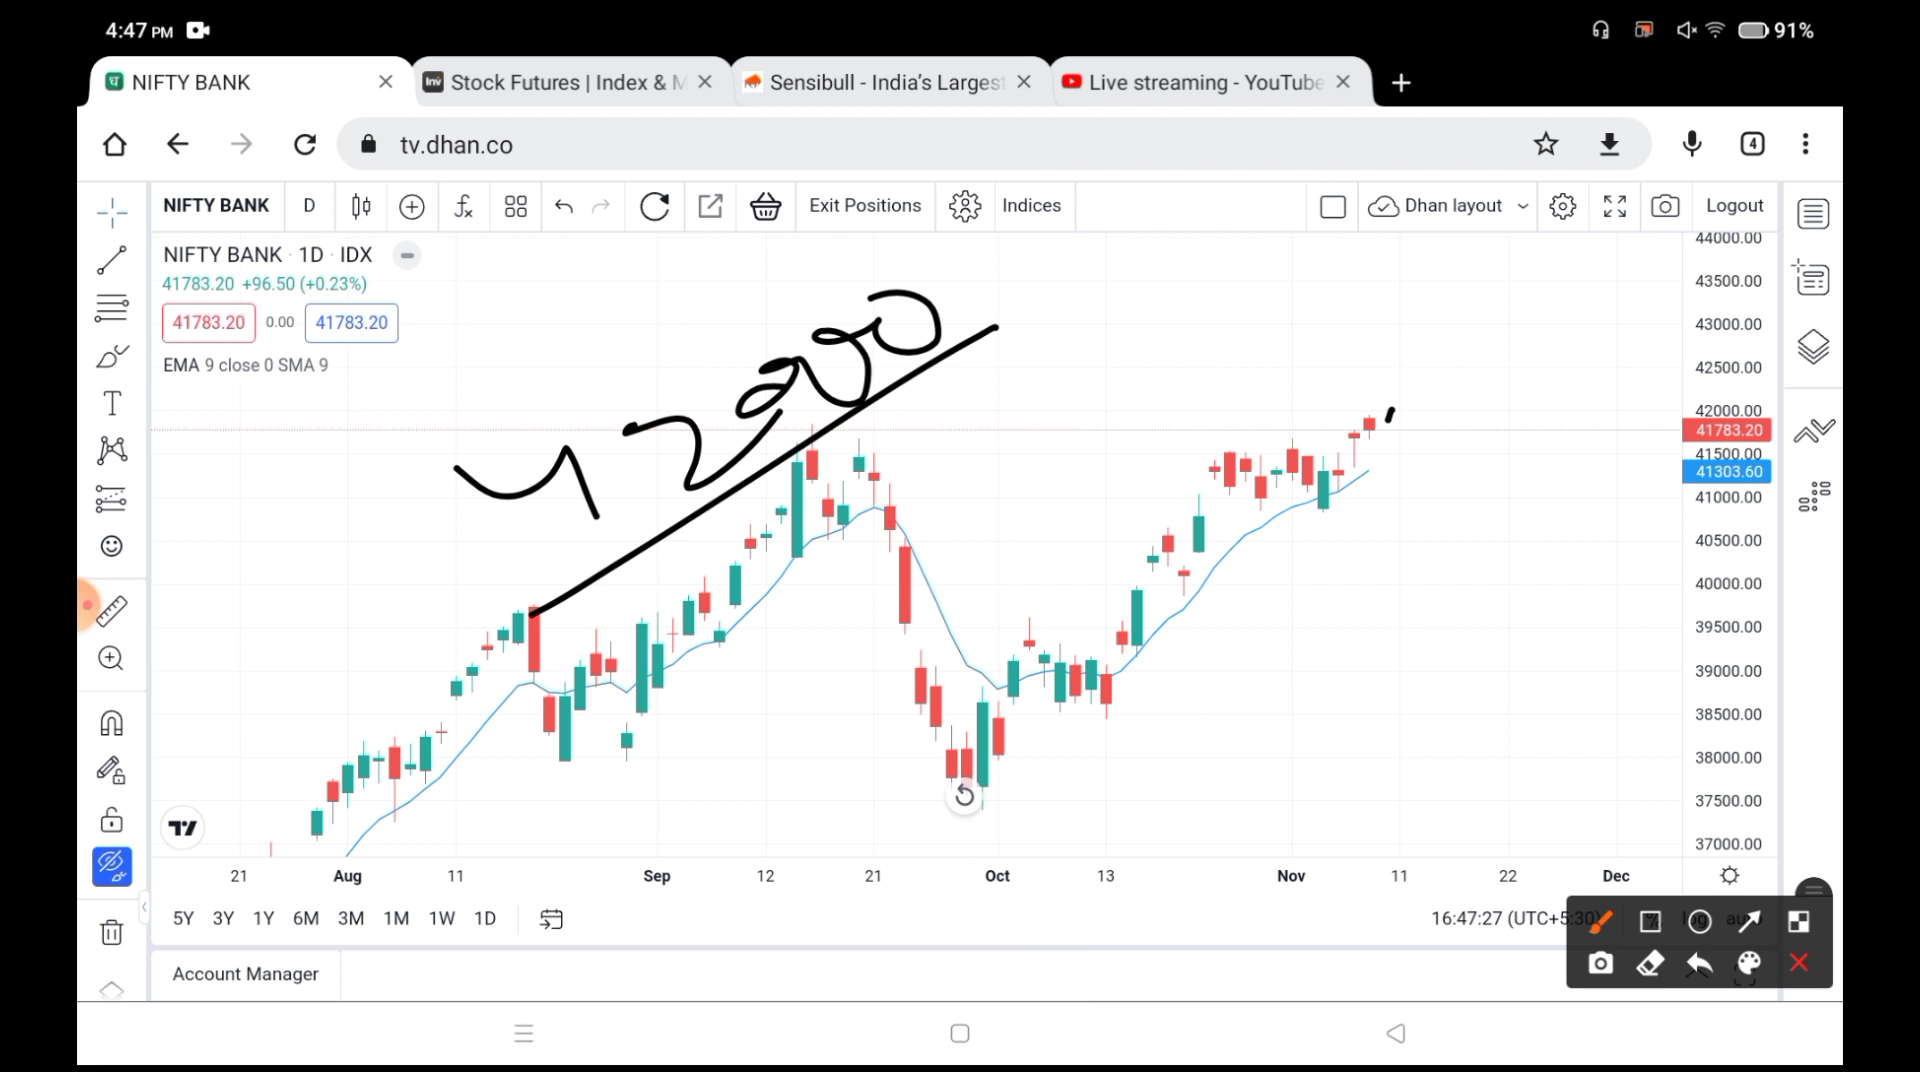 4:47 PM
91%
NIFTY BANK
Stock Futures | Index & M
Sensibull - India's Largest
Live streaming - YouTube
tv.dhan.co
4
NIFTY BANK
D
Exit Positions
Indices
Dhan layout
Logout
NIFTY BANK · 1D · IDX
41783.20 +96.50 (+0.23%)
41783.20
0.00
41783.20
EMA 9 close 0 SMA 9
42000
44000.00
43500.00
43000.00
42500.00
42000.00
41783.20
41500.00
41303.60
41000.00
40500.00
40000.00
39500.00
39000.00
38500.00
38000.00
37500.00
37000.00
21 Aug 11 Sep 12 21 Oct 13 Nov 11 22 Dec
5Y 3Y 1Y 6M 3M 1M 1W 1D
16:47:27 (UTC+5:30)
Account Manager